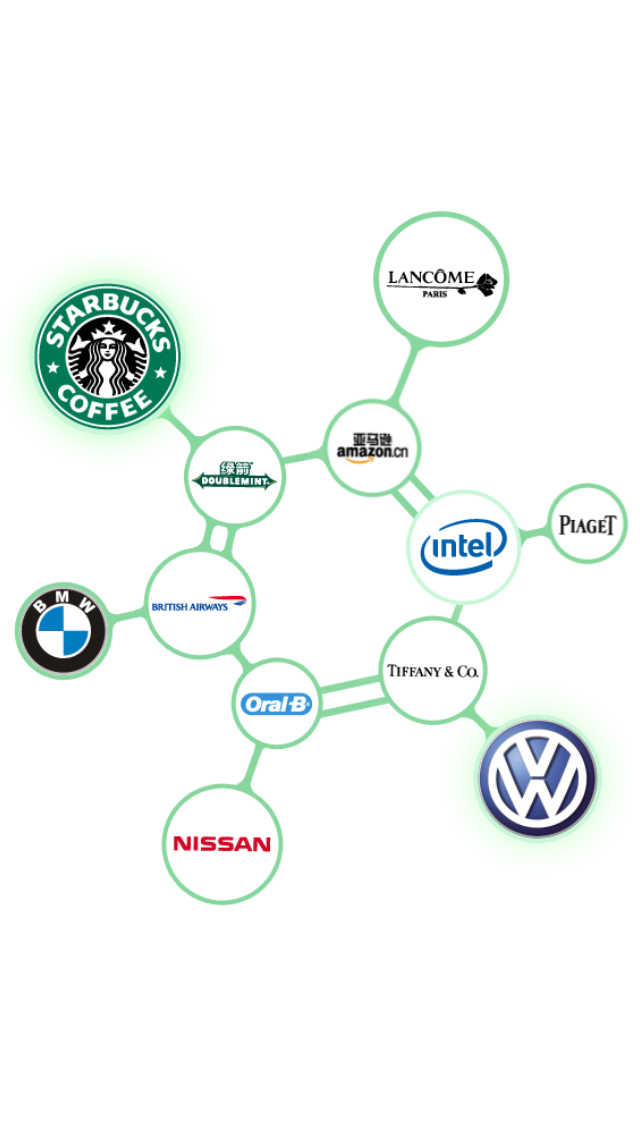 LANCÔME
PARIS
STARBUCKS
COFFEE
亚马逊
amazon.cn
绿箭
DOUBLEMINT
intel
PIAGET
BMW
BRITISH AIRWAYS
TIFFANY & CO.
Oral-B
VW
NISSAN